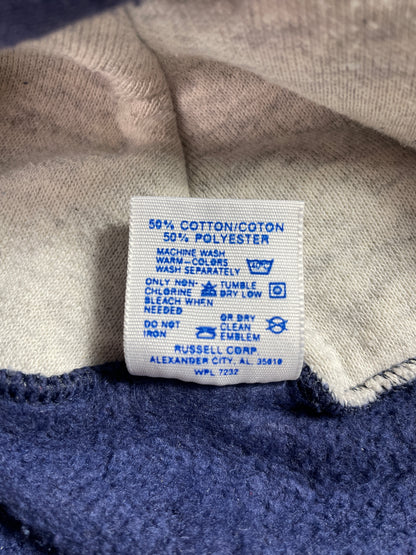 50% COTTON/COTON
50% POLYESTER
MACHINE WASH
WARM-COLORS
WASH SEPARATELY
ONLY NON-
CHLORINE
BLEACH WHEN
NEEDED
TUMBLE
DRY LOW
DO NOT
IRON
OR DRY
CLEAN
EMBLEM
RUSSELL CORP.
ALEXANDER CITY, AL. 35010
WPL 7232